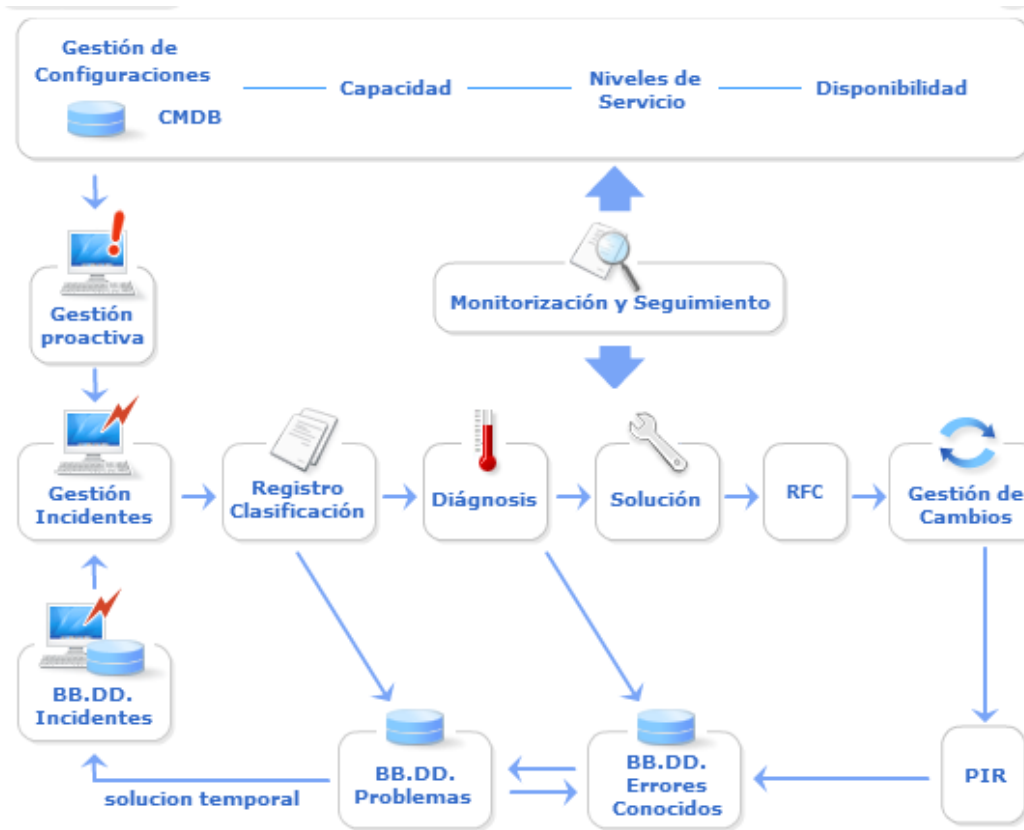 Gestión de
Configuraciones
CMDB
Capacidad
Niveles de
Servicio
Disponibilidad
Gestión
proactiva
Monitorización y Seguimiento
Gestión
Incidentes
Registro
Clasificación
Diágnosis
Solución
RFC
Gestión de
Cambios
BB.DD.
Incidentes
solucion temporal
BB.DD.
Problemas
BB.DD.
Errores
Conocidos
PIR